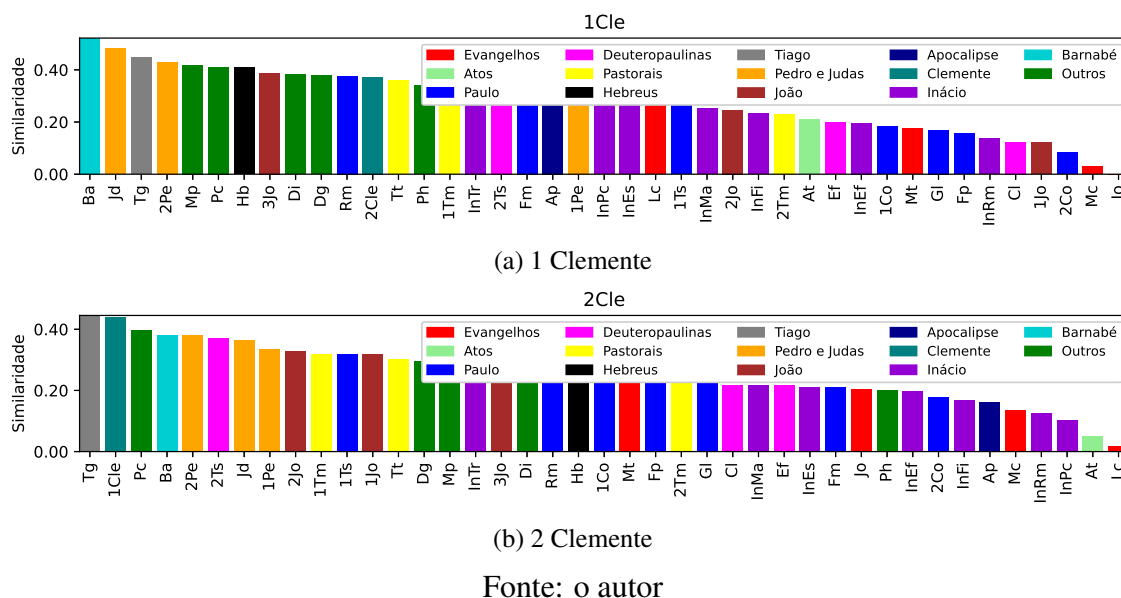 1Cle
Similaridade
0.40
0.20
0.00
Evangelhos Deuteropaulinas Tiago Apocalipse Barnabé
Atos Pastorais Pedro e Judas Clemente Outros
Paulo Hebreus João Inácio
Ba Jd Tg 2Pe Mp Pc Hb 3Jo Di Dg Rm 2Cle Tt Ph 1Tm InTr 2Ts Fm Ap 1Pe InPc InEs Lc 1Ts InMa 2Jo InFi 2Tm At Ef InEf 1Co Mt Gl Fp InRm Cl 1Jo 2Co Mc Jo
(a) 1 Clemente
2Cle
Similaridade
0.40
0.20
0.00
Evangelhos Deuteropaulinas Tiago Apocalipse Barnabé
Atos Pastorais Pedro e Judas Clemente Outros
Paulo Hebreus João Inácio
Tg 1Cle Pc Ba 2Pe 2Ts Jd 1Pe 2Jo 1Tm 1Ts 1Jo Tt Dg Mp InTr 3Jo Di Rm Hb 1Co Mt Fp 2Tm Gl Cl InMa Ef InEs Fm Jo Ph InEf 2Co InFi Ap Mc InRm InPc At Lc
(b) 2 Clemente
Fonte: o autor